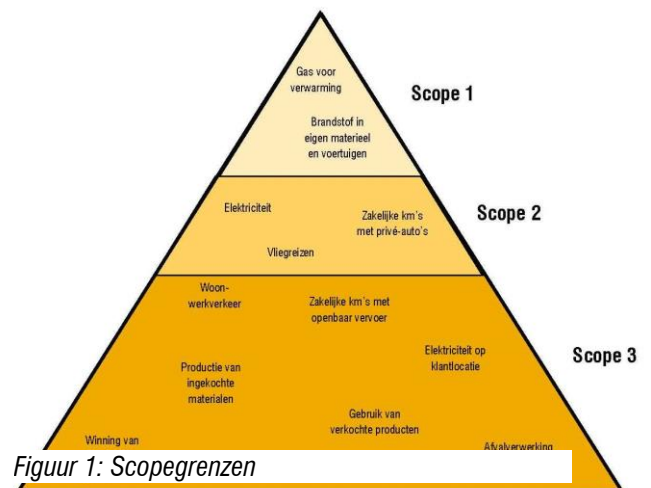 Gas voor
verwarming
Scope 1
Brandstof in
eigen materieel
en voertuigen
Elektriciteit
Zakelijke km's
met privé-auto's
Scope 2
Vliegreizen
Woon-
werkverkeer
Zakelijke km's met
openbaar vervoer
Elektriciteit op
klantlocatie
Scope 3
Productie van
ingekochte
materialen
Gebruik van
verkochte producten
Winning van
Afvalverwerking
Figuur 1: Scopegrenzen